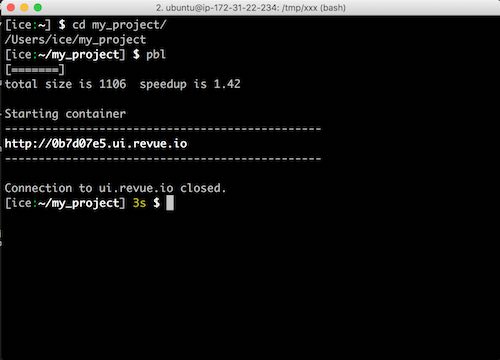 2. ubuntu@ip-172-31-22-234: /tmp/xxx (bash)
[ice:~] $ cd my_project/
/Users/ice/my_project
[ice:~/my_project] $ pbl
[=======]
total size is 1106  speedup is 1.42
Starting container
---------------------------------------------
http://0b7d07e5.ui.revue.io
---------------------------------------------
Connection to ui.revue.io closed.
[ice:~/my_project] 3s $